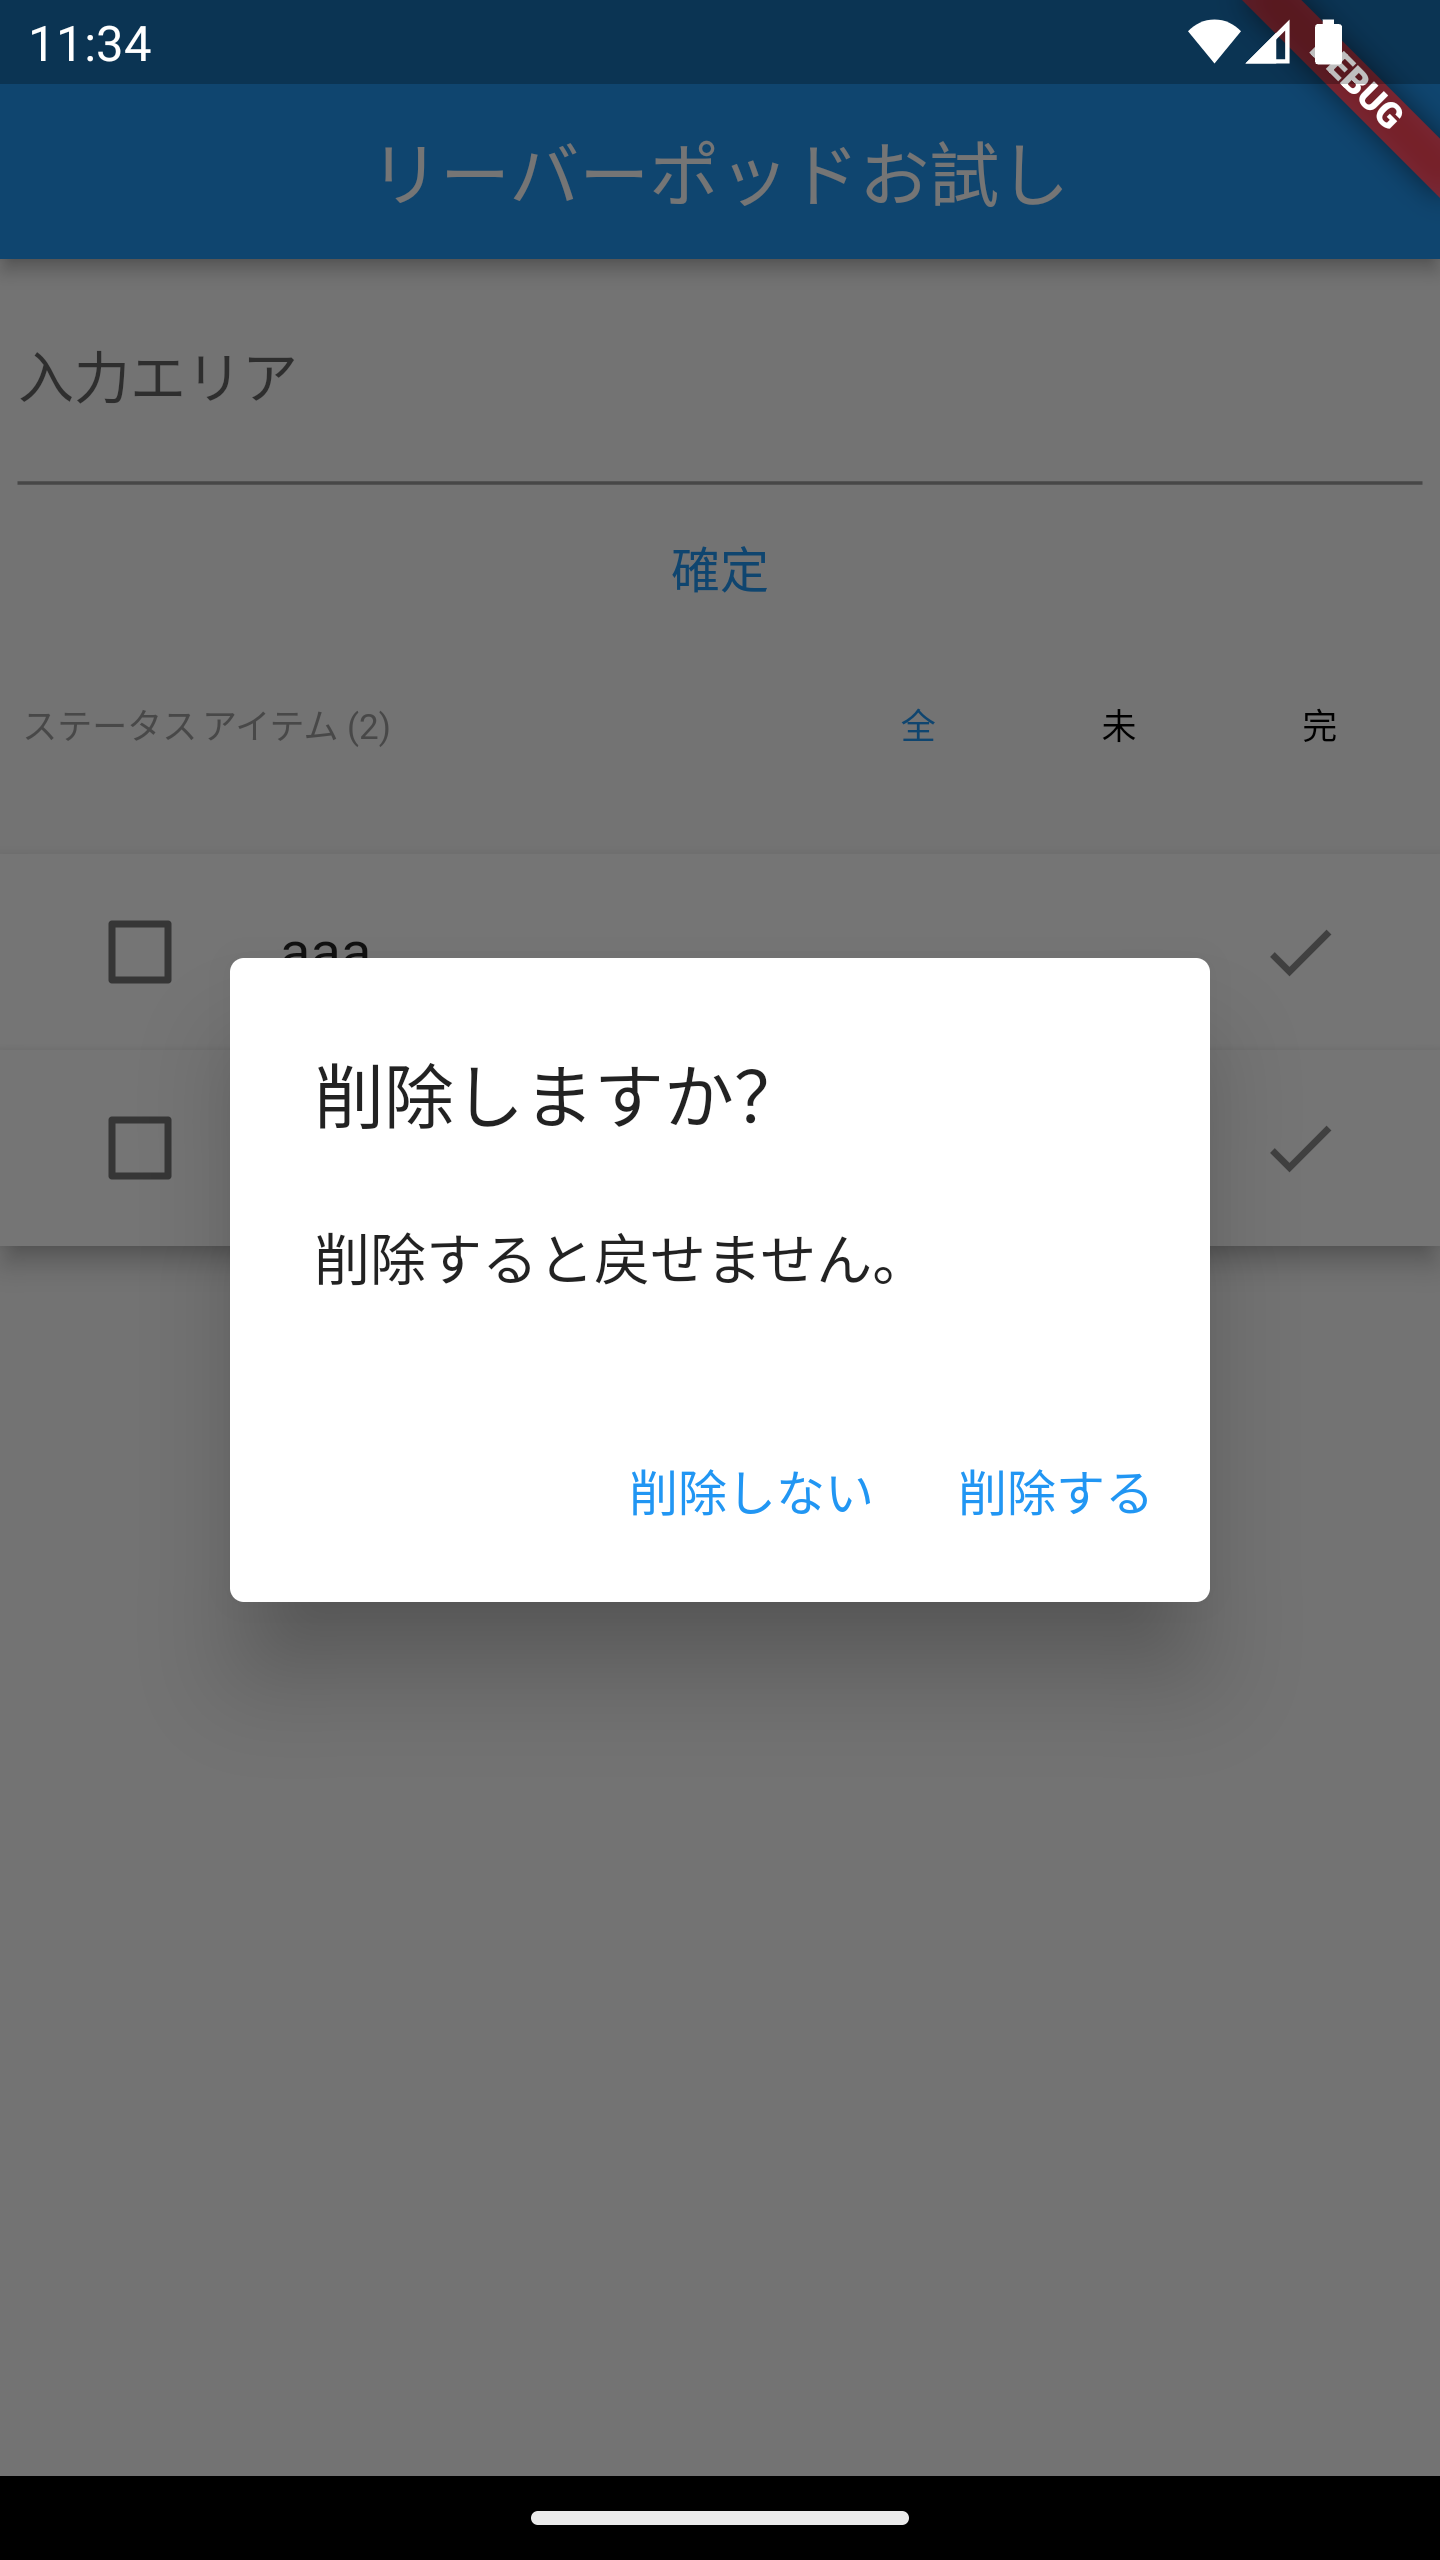 11:34
DEBUG
リーバーポッドお試し
入力エリア
確定
ステータス アイテム (2) 全 未 完
aaa
削除しますか?
削除すると戻せません。
削除しない 削除する